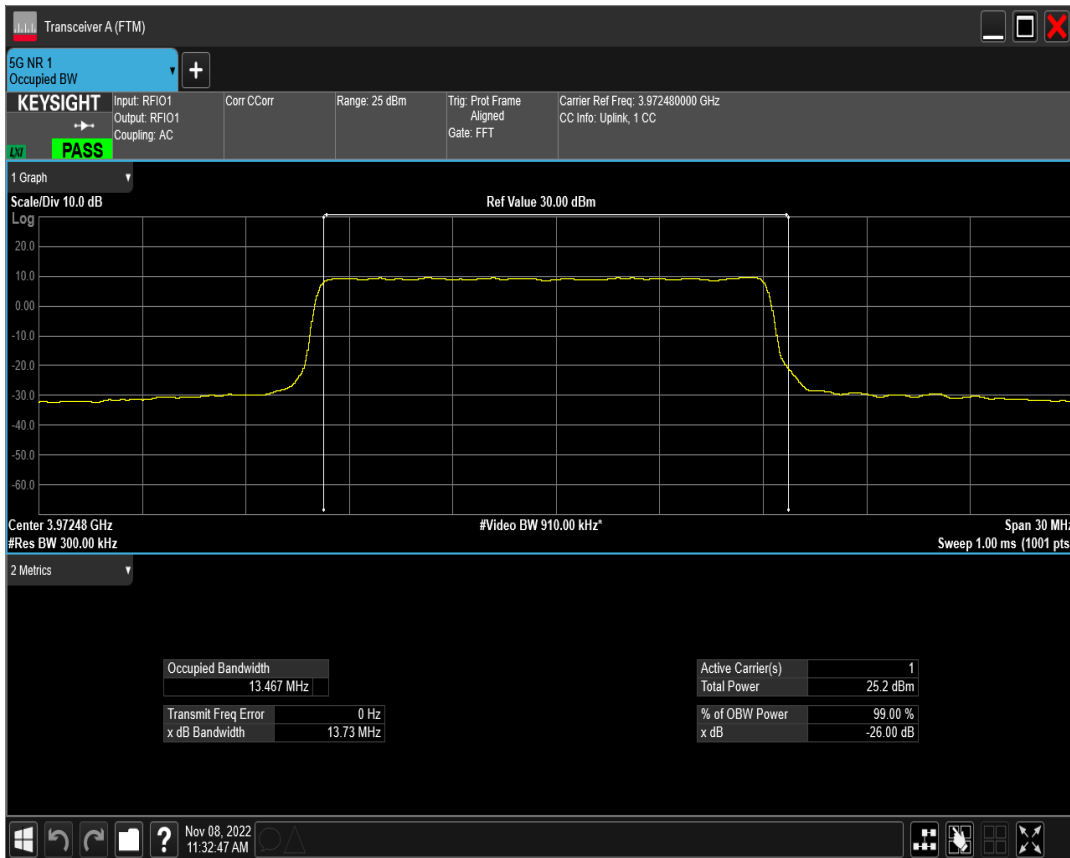 Transceiver A (FTM)
5G NR 1
Occupied BW
+
KEYSIGHT
LXI
PASS
Input: RFIO1
Output: RFIO1
Coupling: AC
Corr CCorr
Range: 25 dBm
Trig: Prot Frame
Aligned
Gate: FFT
Carrier Ref Freq: 3.972480000 GHz
CC Info: Uplink, 1 CC
1 Graph
Scale/Div 10.0 dB
Ref Value 30.00 dBm
Log
20.0
10.0
0.00
-10.0
-20.0
-30.0
-40.0
-50.0
-60.0
Center 3.97248 GHz
#Video BW 910.00 kHz*
Span 30 MHz
#Res BW 300.00 kHz
Sweep 1.00 ms (1001 pts
2 Metrics
Occupied Bandwidth
13.467 MHz
Transmit Freq Error 0 Hz
x dB Bandwidth 13.73 MHz
Active Carrier(s) 1
Total Power 25.2 dBm
% of OBW Power 99.00 %
x dB -26.00 dB
?
Nov 08, 2022
11:32:47 AM